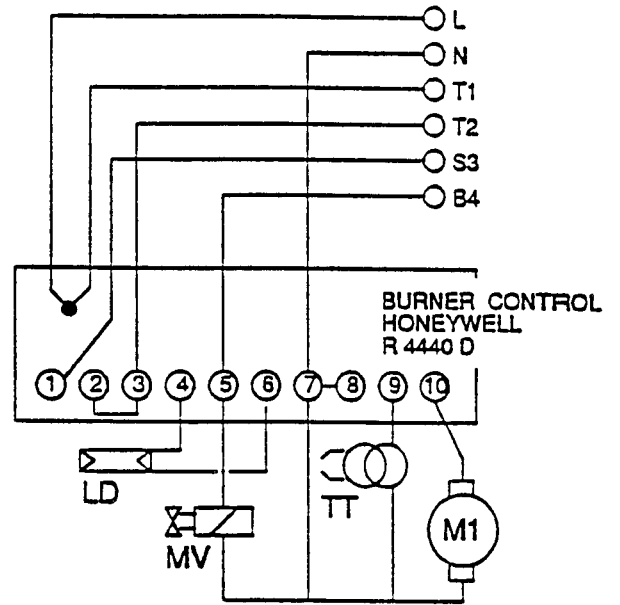 L
N
T1
T2
S3
B4
BURNER CONTROL
HONEYWELL
R 4440 D
1 2 3 4 5 6 7 8 9 10
LD
TT
MV
M1